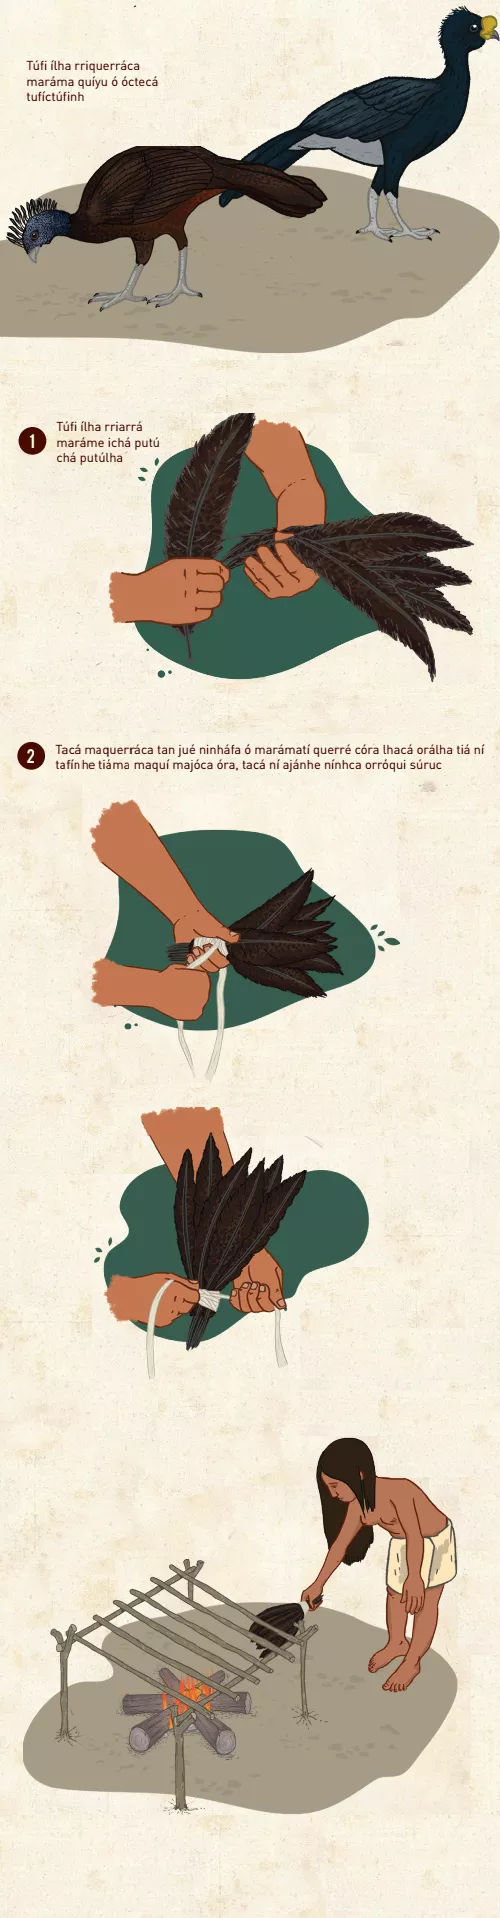 Túfi ílha rriquerráca
maráma quíyu ó óctecá
tufíctúfinh
1
Túfi ílha rriarrá
maráme ichá putú
chá putúlha
2
Tacá maquerráca tan jué ninháfa ó marámatí querré córa lhacá orálha tiá ní
tafínhe tiáma maquí majóca óra, tacá ní ajánhe nínhca orróqui súruc